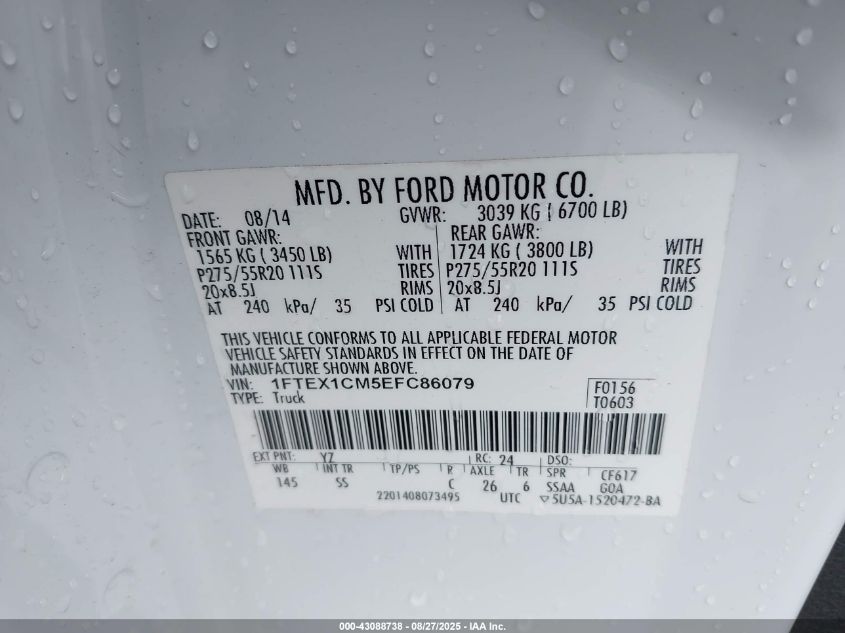 MFD. BY FORD MOTOR CO.
DATE: 08/14 GVWR: 3039 KG ( 6700 LB)
FRONT GAWR: REAR GAWR:
1565 KG ( 3450 LB) WITH 1724 KG ( 3800 LB) WITH
P275/55R20 111S TIRES P275/55R20 111S TIRES
20x8.5J RIMS 20x8.5J RIMS
AT 240 kPa/ 35 PSI COLD AT 240 kPa/ 35 PSI COLD
THIS VEHICLE CONFORMS TO ALL APPLICABLE FEDERAL MOTOR
VEHICLE SAFETY STANDARDS IN EFFECT ON THE DATE OF
MANUFACTURE SHOWN ABOVE.
VIN: 1FTEX1CM5EFC86079 F0156
TYPE: Truck T0603
EXT PNT: YZ RC: 24 DSO:
WB INT TR TP/PS R AXLE TR SPR CF617
145 SS C 26 6 SSAA GOA
2201408073495 UTC ▽5U5A-1520472-BA
000-43088738 - 08/27/2025 - IAA Inc.